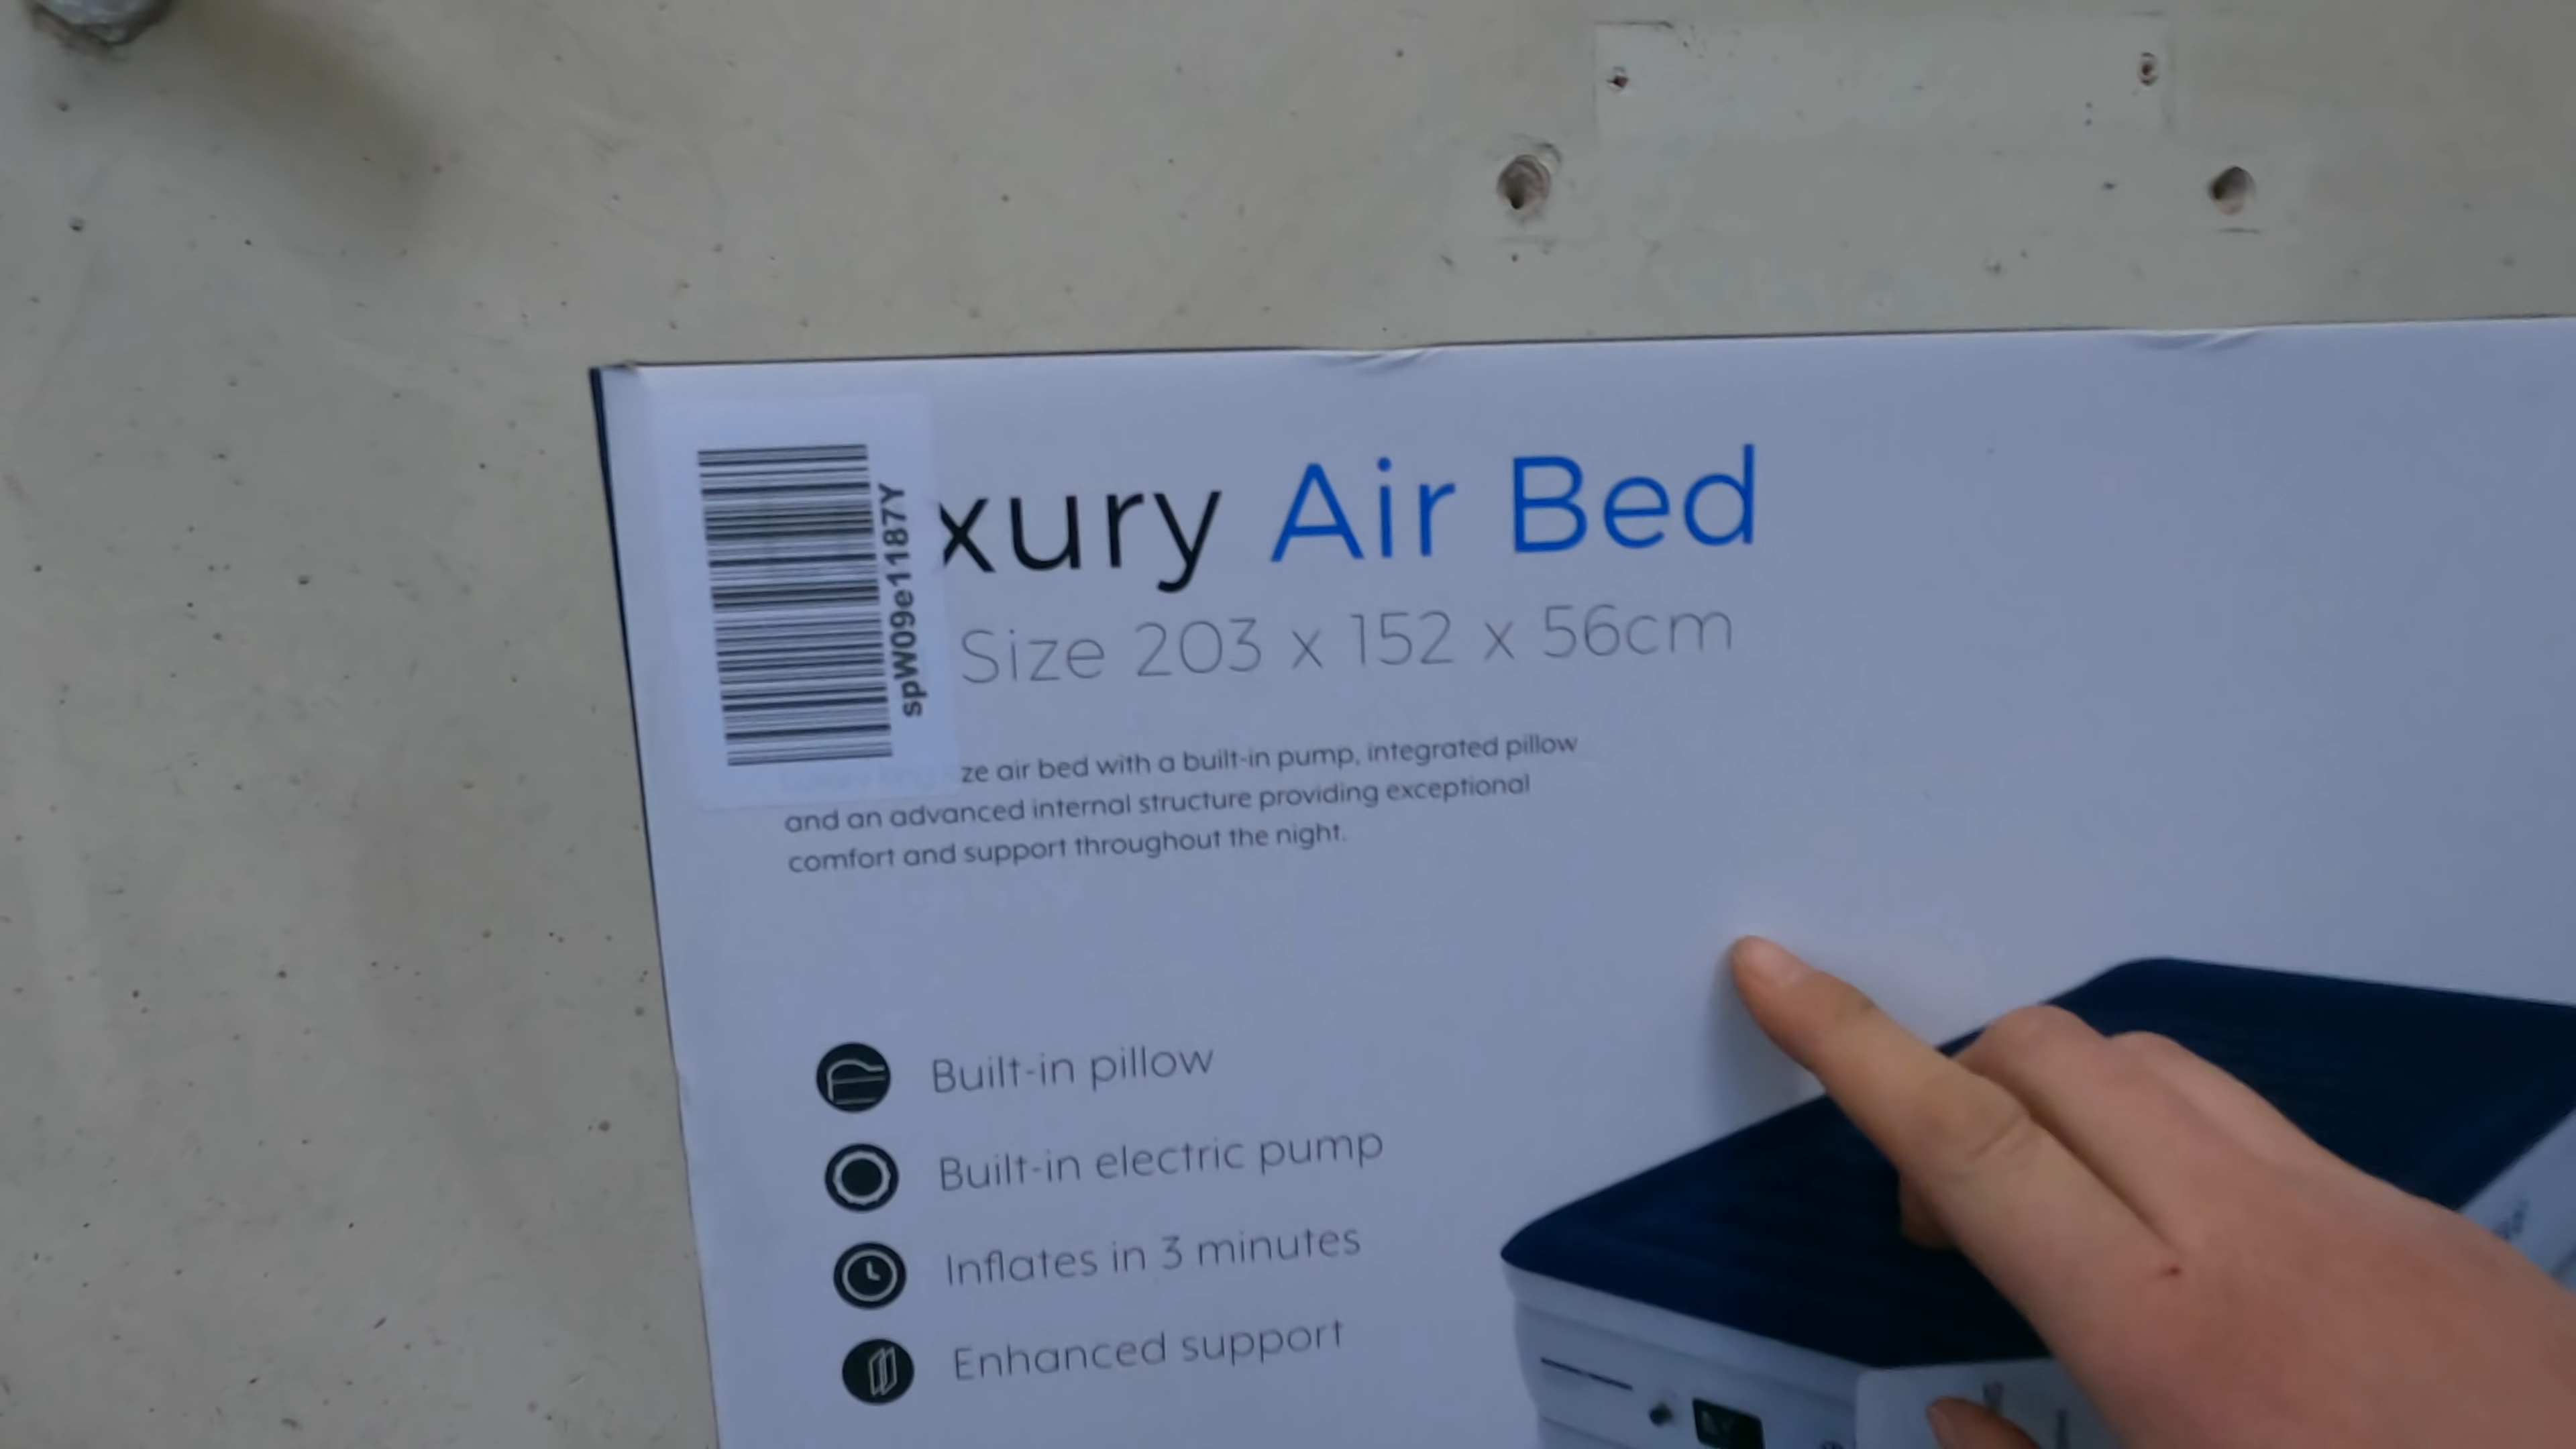 xury Air Bed
Size 203 x 152 x 56cm
spW09e1187Y
ze air bed with a built-in pump, integrated pillow
and an advanced internal structure providing exceptional
comfort and support throughout the night.
Built-in pillow
Built-in electric pump
Inflates in 3 minutes
Enhanced support